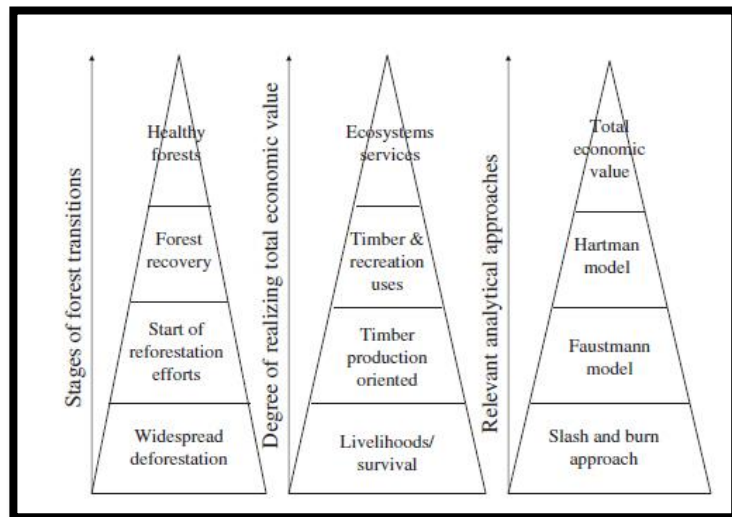 Stages of forest transitions
Healthy
forests
Forest
recovery
Start of
reforestation
efforts
Widespread
deforestation
Degree of realizing total economic value
Ecosystems
services
Timber &
recreation
uses
Timber
production
oriented
Livelihoods/
survival
Relevant analytical approaches
Total
economic
value
Hartman
model
Faustmann
model
Slash and burn
approach